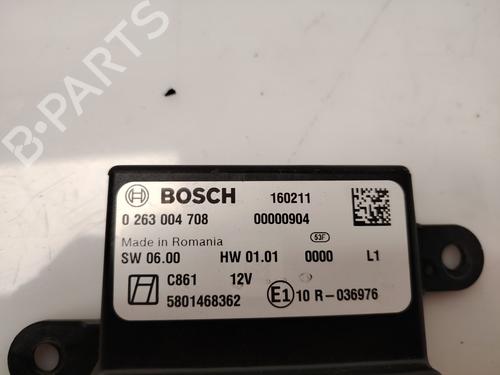 B-PARTS
BOSCH 160211
0 263 004 708 00000904
Made in Romania 53F
SW 06.00 HW 01.01 0000 L1
C861 12V
5801468362 E1 10 R-036976